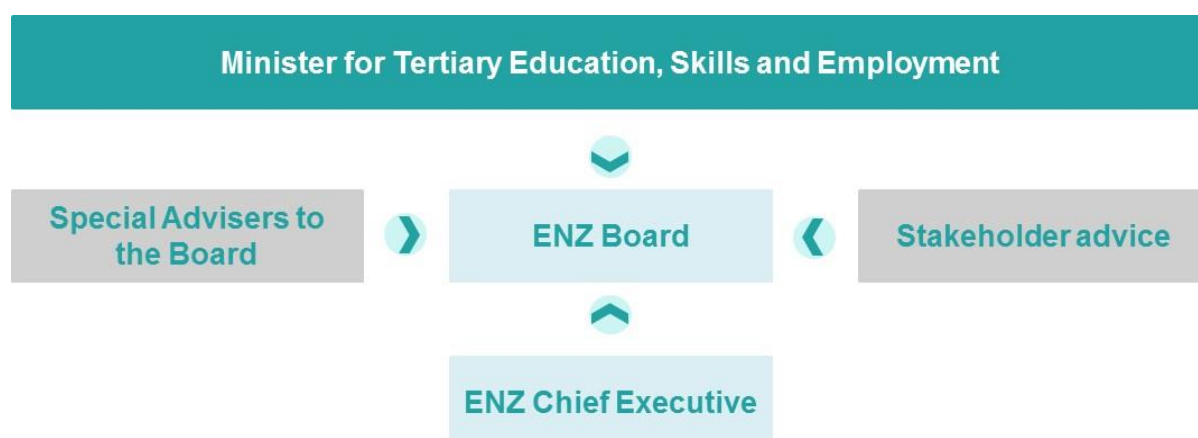 Minister for Tertiary Education, Skills and Employment
Special Advisers to
the Board
ENZ Board
Stakeholder advice
ENZ Chief Executive